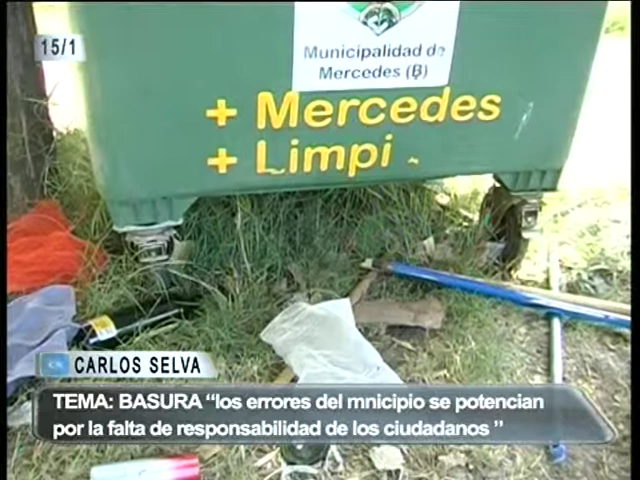 15/1
Municipalidad de
Mercedes (B)
+ Mercedes
+ Limpi
CARLOS SELVA
TEMA: BASURA “los errores del mnicipio se potencian
por la falta de responsabilidad de los ciudadanos ”